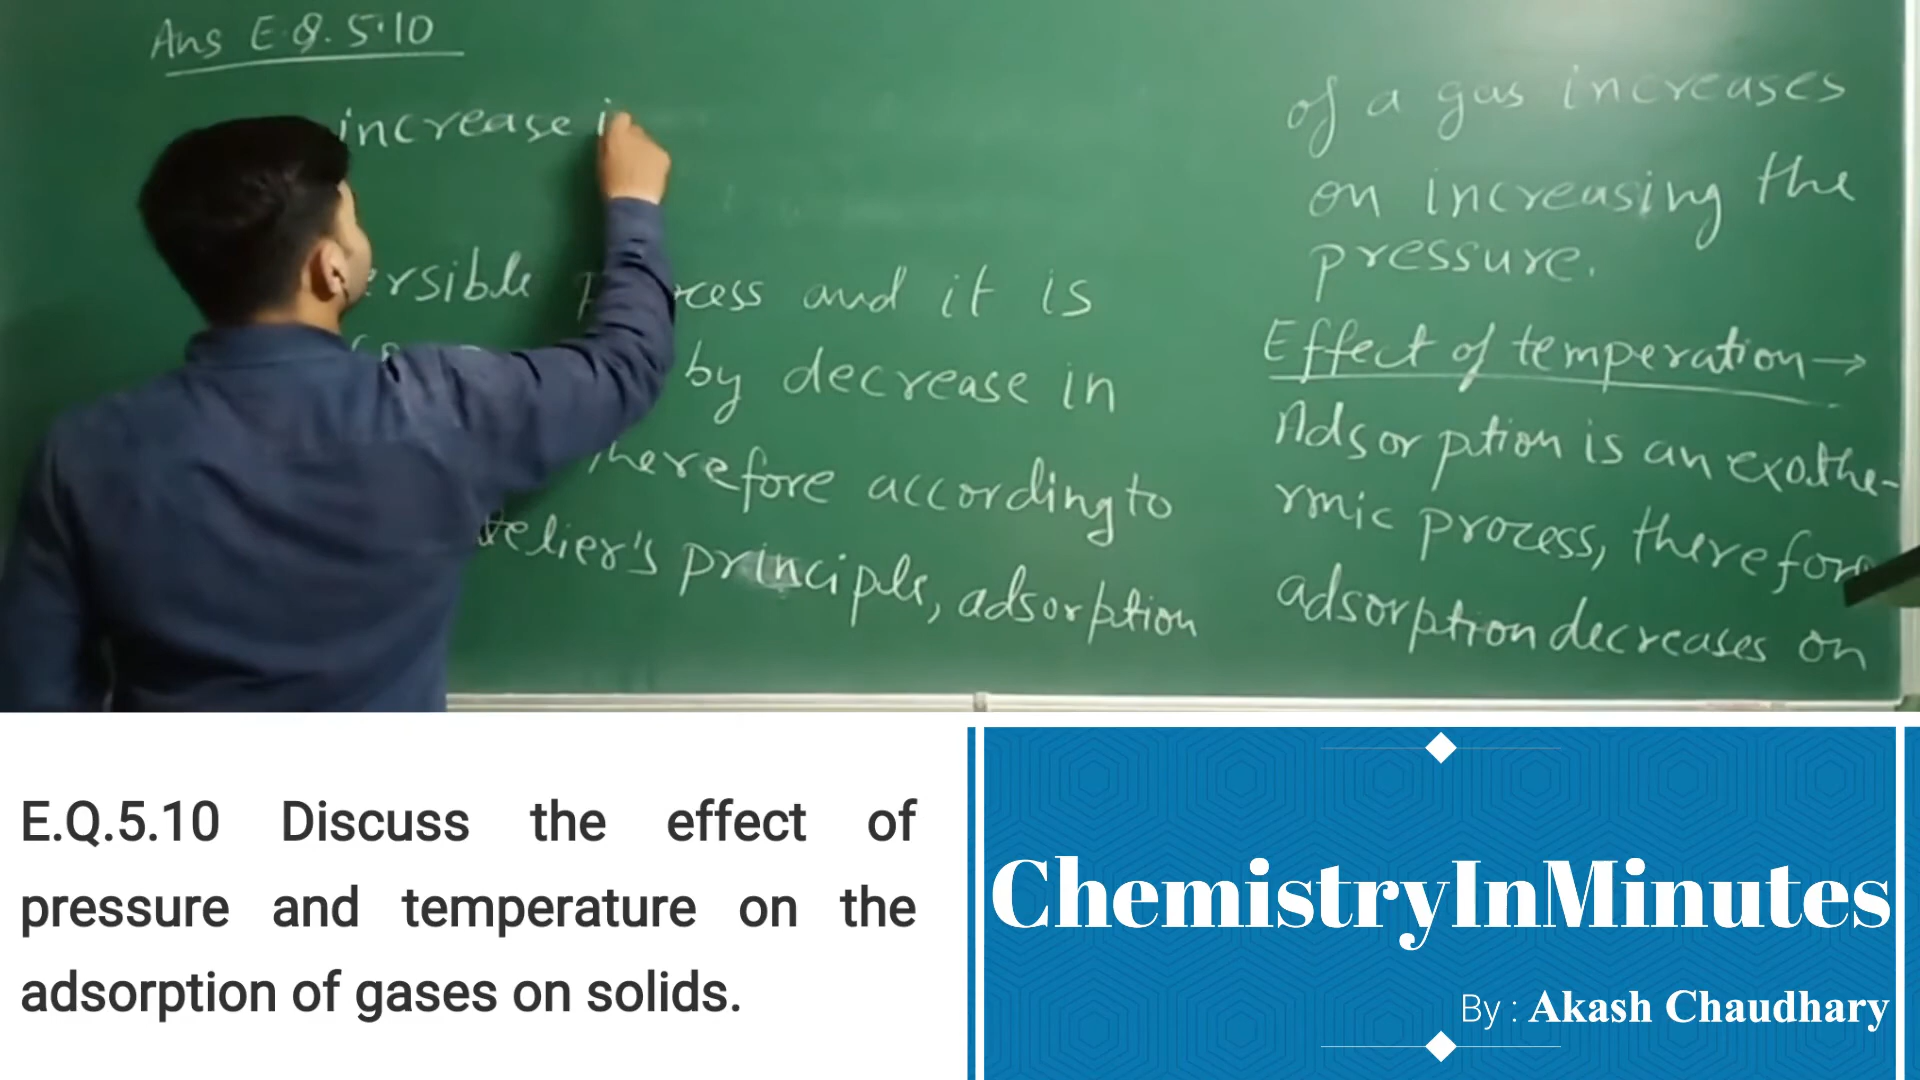 Ans E.Q. 5.10
increase i
ersible cess and it is
by decrease in
herefore according to
telier's principle, adsorption
of a gas increases
on increasing the
pressure.
Effect of temperation →
Adsorption is an exothe-
rmic process, therefore
adsorption decreases on
E.Q.5.10 Discuss the effect of
pressure and temperature on the
adsorption of gases on solids.
ChemistryInMinutes
By : Akash Chaudhary